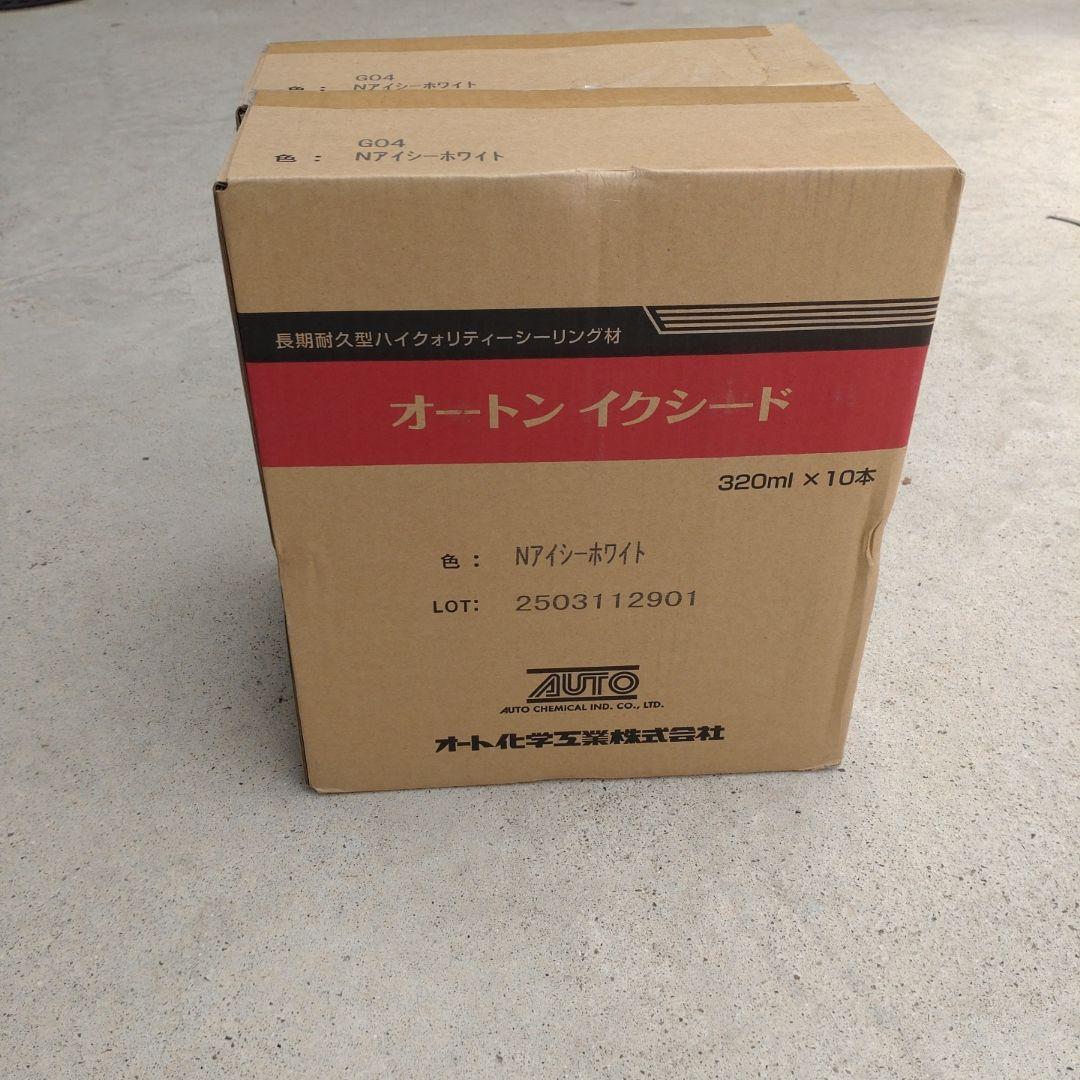 G04
色： Nアイシーホワイト
G04
色： Nアイシーホワイト
長期耐久型ハイクォリティーシーリング材
オートン イクシード
320ml×10本
色： Nアイシーホワイト
LOT: 2503112901
AUTO
AUTO CHEMICAL IND. CO., LTD.
オート化学工業株式会社